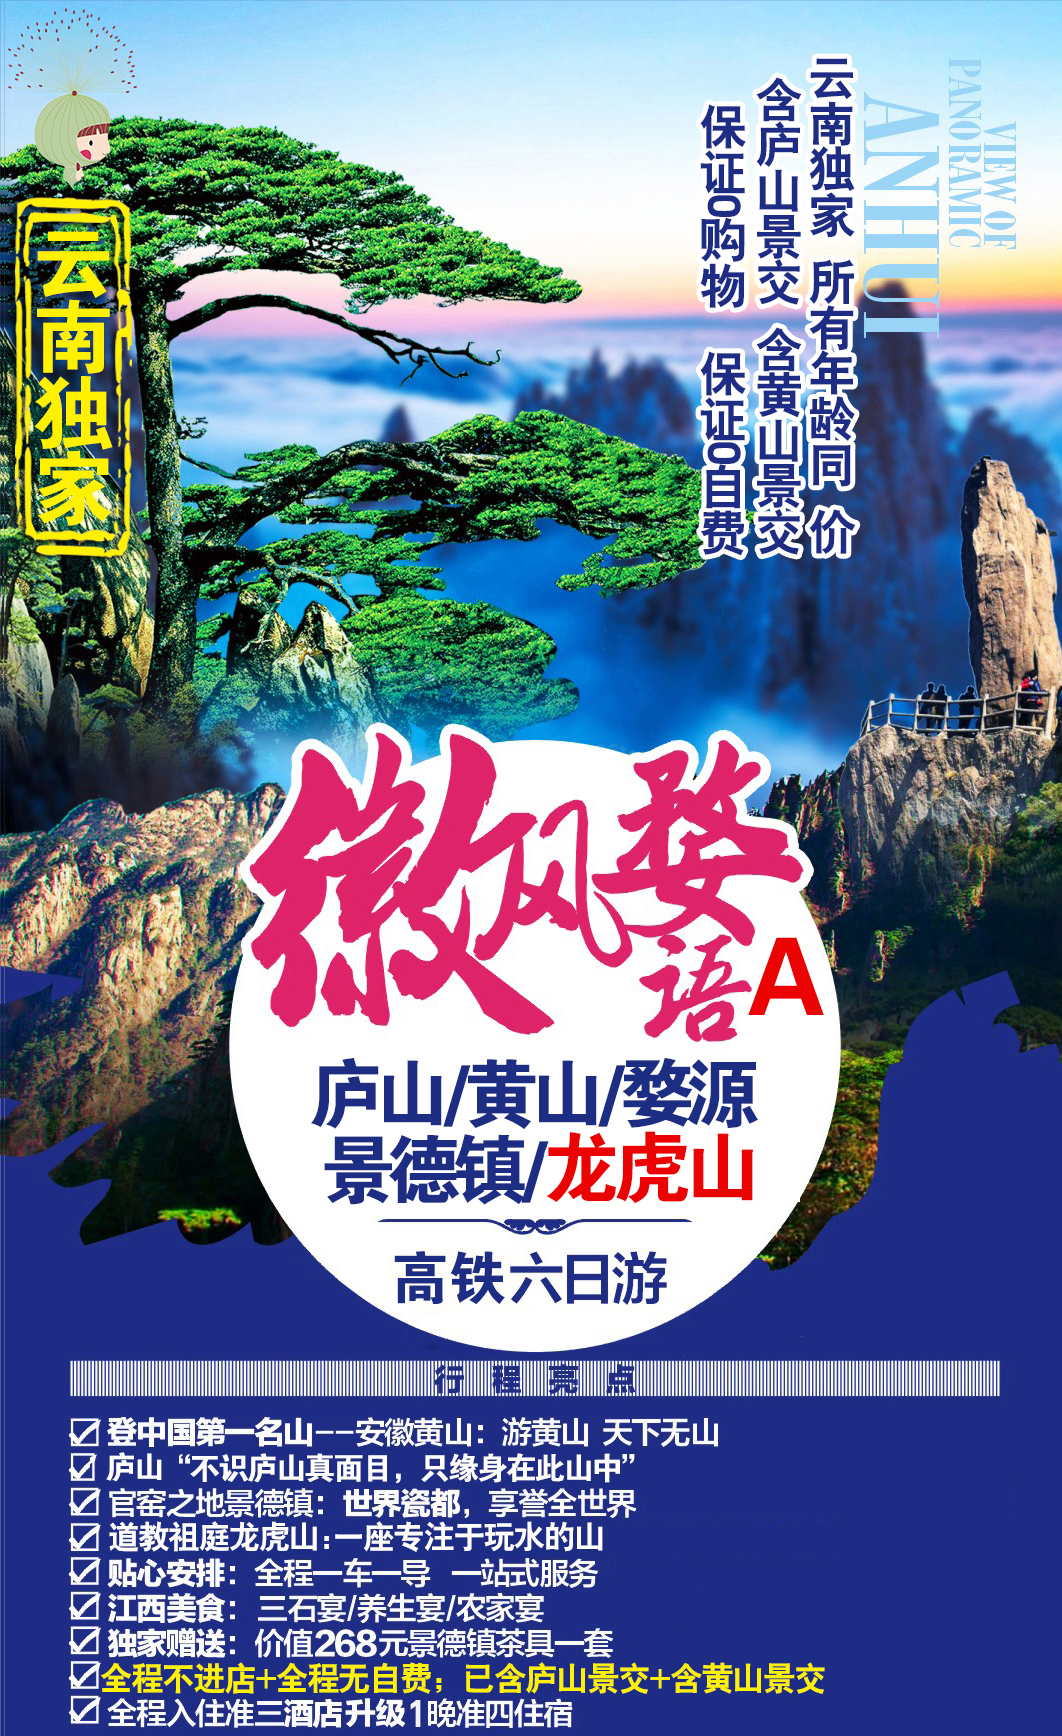 云南独家
云南独家 所有年龄同 价
含庐山景交 含黄山景交
保证0购物 保证0自费
VIEW OF
PANORAMIC
ANHUI
徽风婺语A
庐山/黄山/婺源
景德镇/龙虎山
高铁六日游
行程亮点
登中国第一名山--安徽黄山：游黄山 天下无山
庐山“不识庐山真面目，只缘身在此山中”
官窑之地景德镇：世界瓷都，享誉全世界
道教祖庭龙虎山:一座专注于玩水的山
贴心安排：全程一车一导 一站式服务
江西美食：三石宴/养生宴/农家宴
独家赠送：价值268元景德镇茶具一套
全程不进店+全程无自费；已含庐山景交+含黄山景交
全程入住准三酒店升级1晚准四住宿